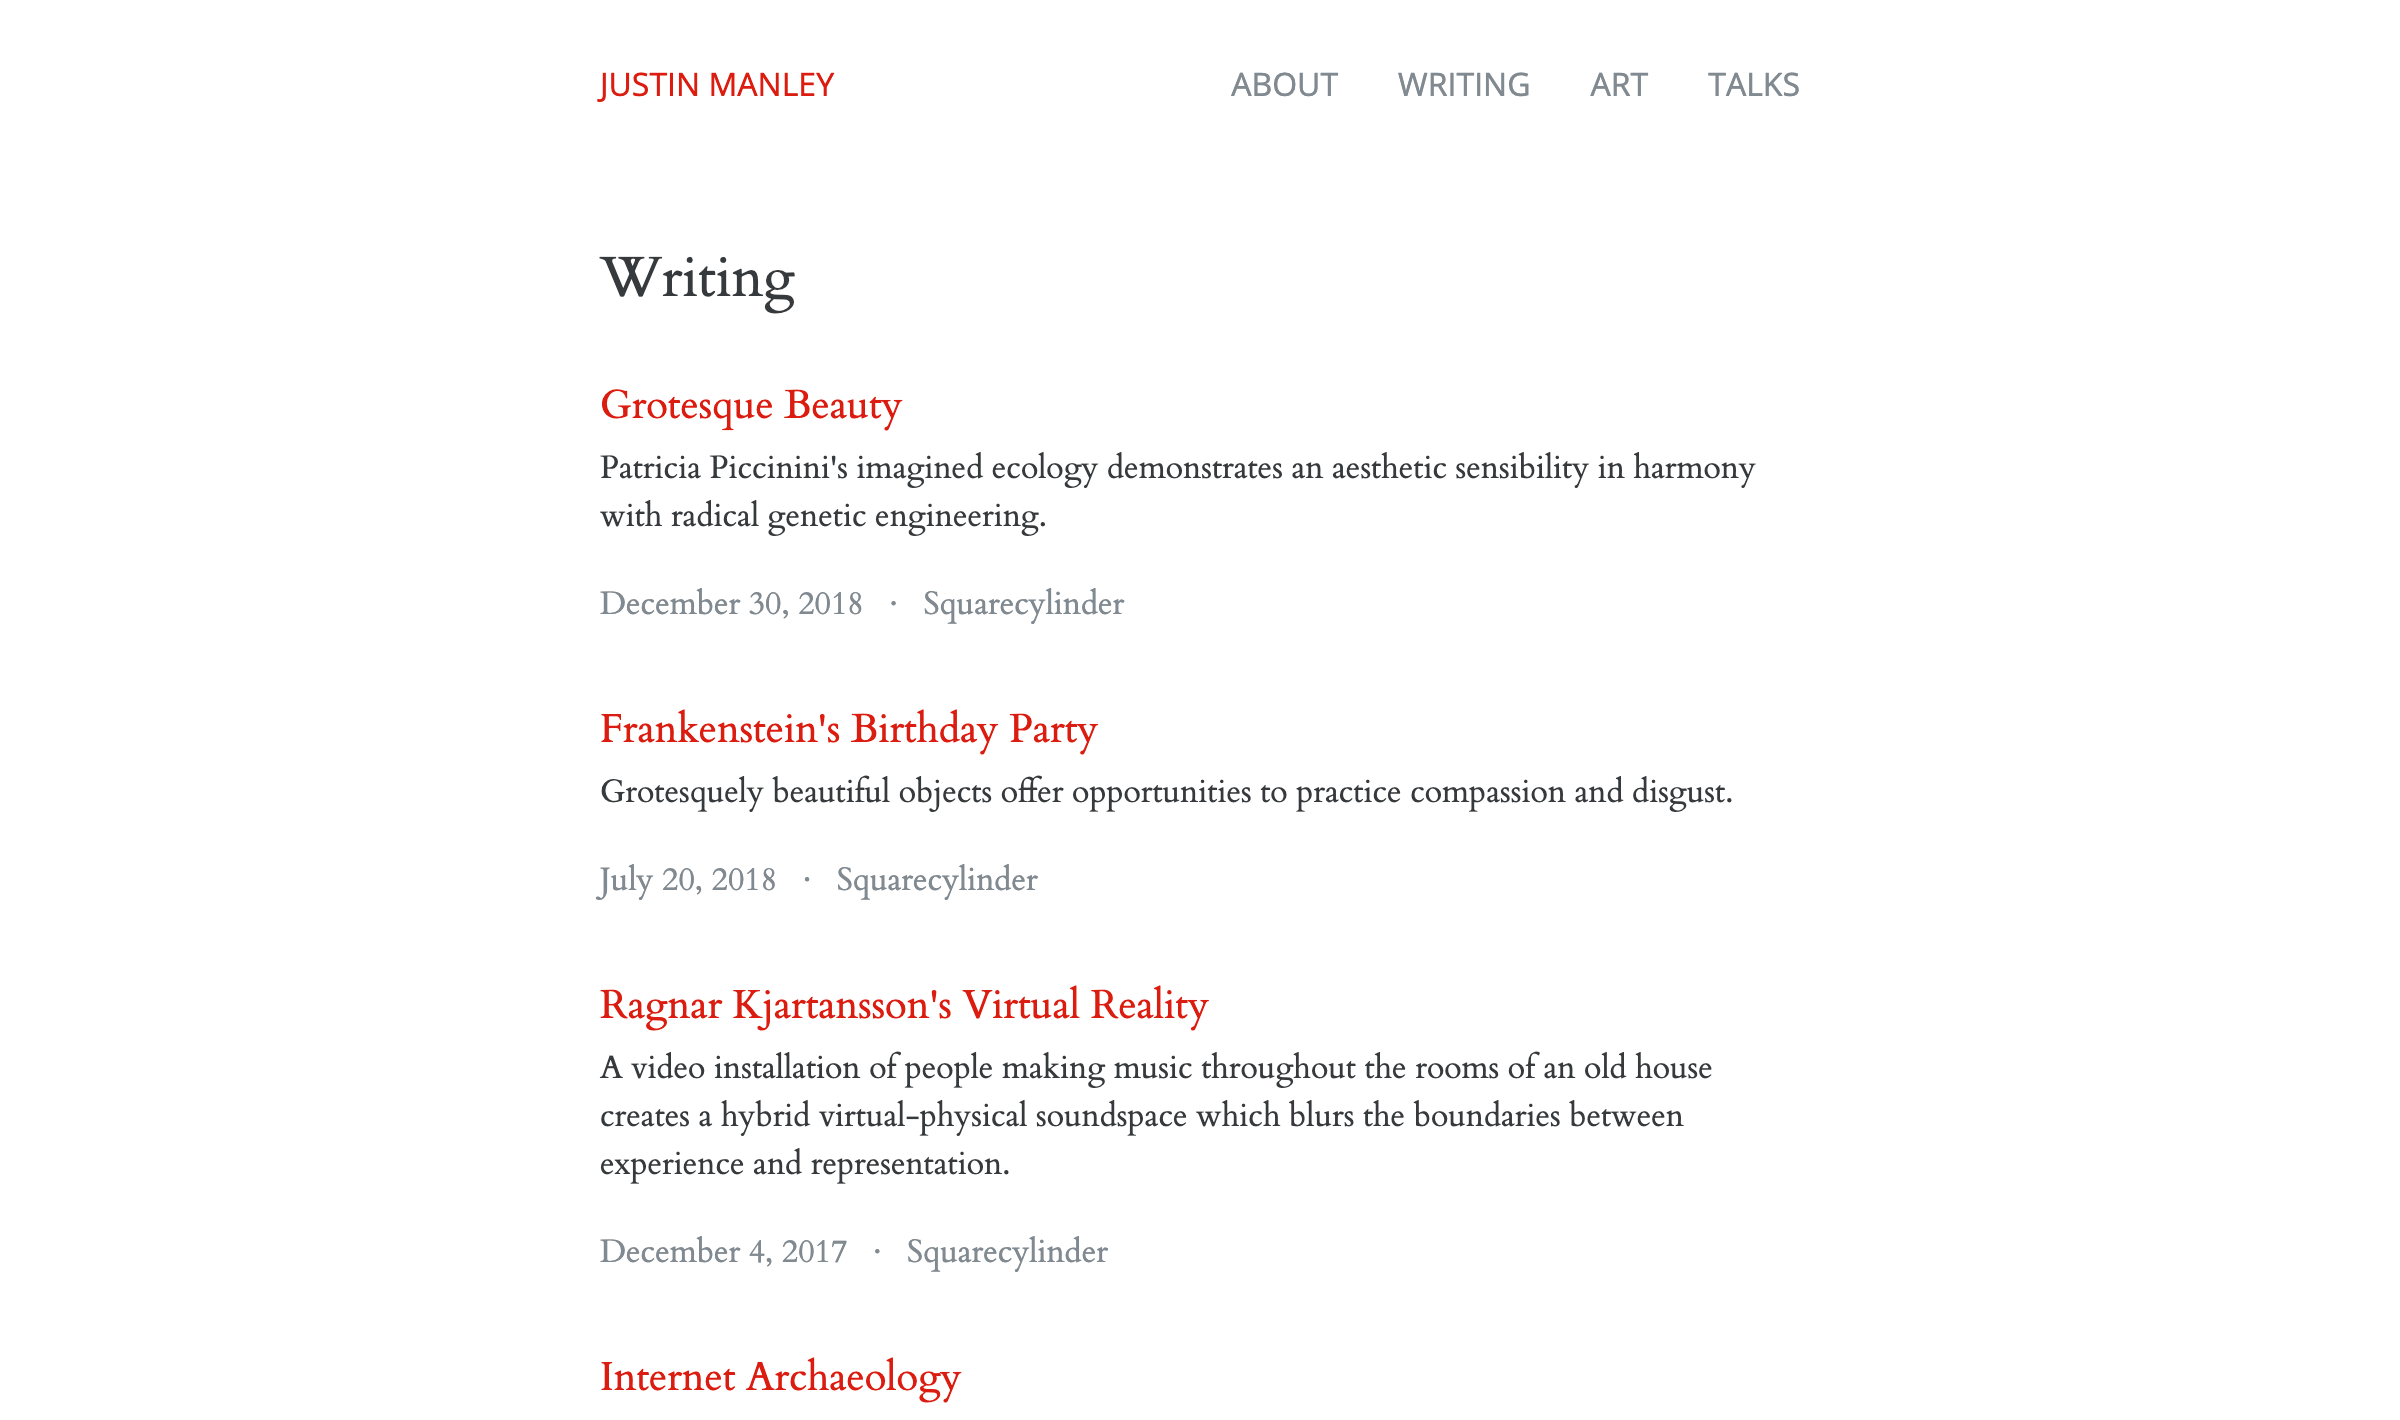 JUSTIN MANLEY
ABOUT WRITING ART TALKS
Writing
Grotesque Beauty
Patricia Piccinini's imagined ecology demonstrates an aesthetic sensibility in harmony
with radical genetic engineering.
December 30, 2018 · Squarecylinder
Frankenstein's Birthday Party
Grotesquely beautiful objects offer opportunities to practice compassion and disgust.
July 20, 2018 · Squarecylinder
Ragnar Kjartansson's Virtual Reality
A video installation of people making music throughout the rooms of an old house
creates a hybrid virtual-physical soundspace which blurs the boundaries between
experience and representation.
December 4, 2017 · Squarecylinder
Internet Archaeology